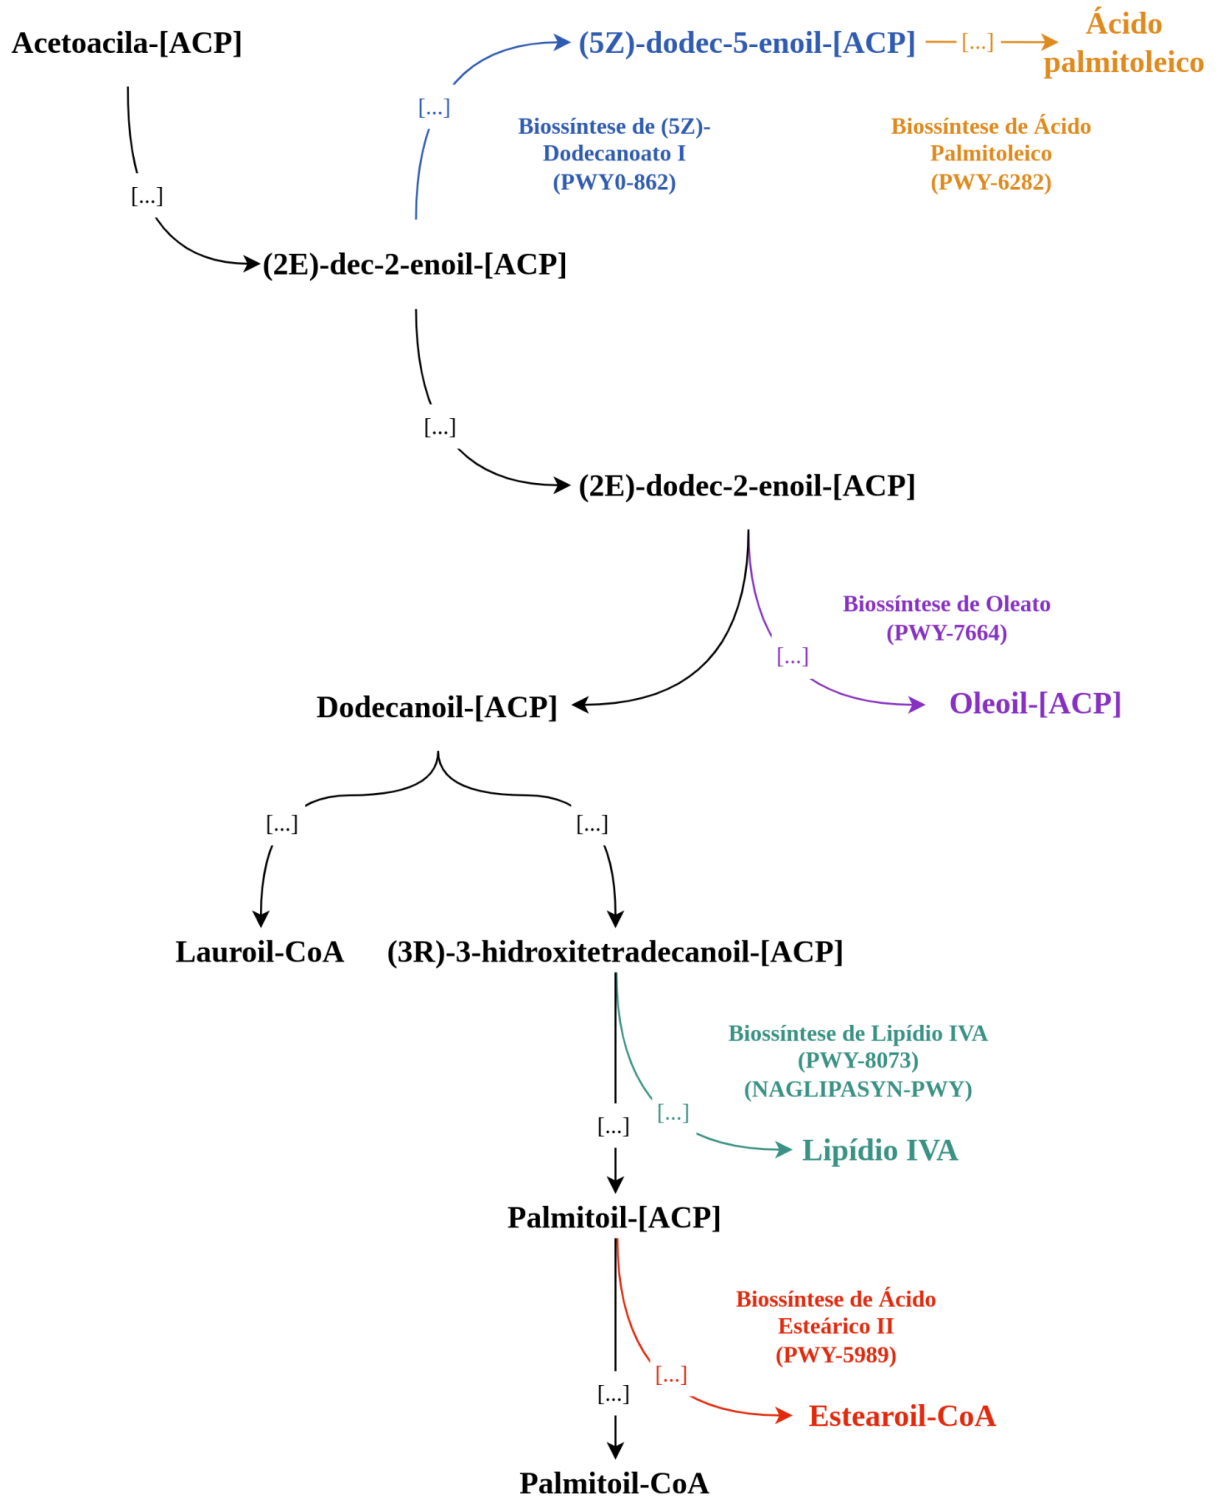 Acetoacila-[ACP]
(5Z)-dodec-5-enoil-[ACP]
[...]
Ácido
palmitoleico
[...]
Biossíntese de (5Z)-
Dodecanoato I
(PWY0-862)
Biossíntese de Ácido
Palmitoleico
(PWY-6282)
[...]
(2E)-dec-2-enoil-[ACP]
[...]
(2E)-dodec-2-enoil-[ACP]
Biossíntese de Oleato
(PWY-7664)
[...]
Dodecanoil-[ACP]
Oleoil-[ACP]
[...]
[...]
Lauroil-CoA
(3R)-3-hidroxitetradecanoil-[ACP]
Biossíntese de Lipídio IVA
(PWY-8073)
(NAGLIPASYN-PWY)
[...]
[...]
Lipídio IVA
Palmitoil-[ACP]
Biossíntese de Ácido
Esteárico II
(PWY-5989)
[...]
[...]
Estearoil-CoA
Palmitoil-CoA